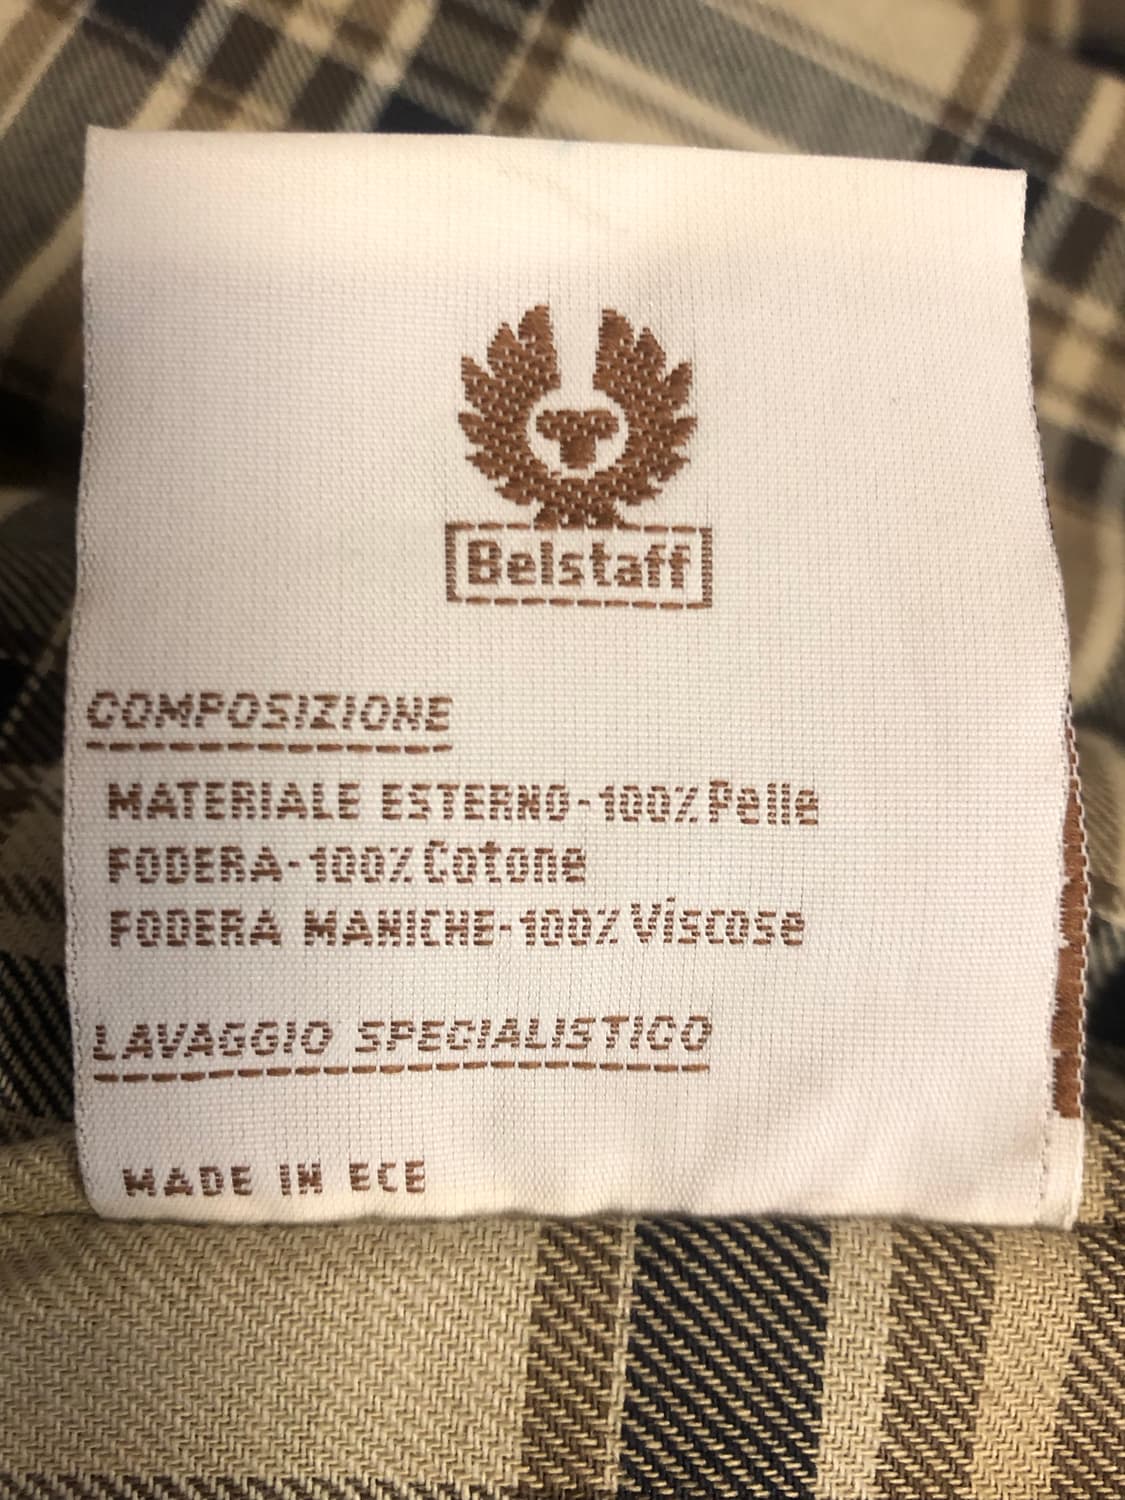 Belstaff
COMPOSIZIONE
MATERIALE ESTERNO-100% Pelle
FODERA-100% Cotone
FODERA MANICHE-100% Viscose
LAVAGGIO SPECIALISTICO
MADE IN ECE